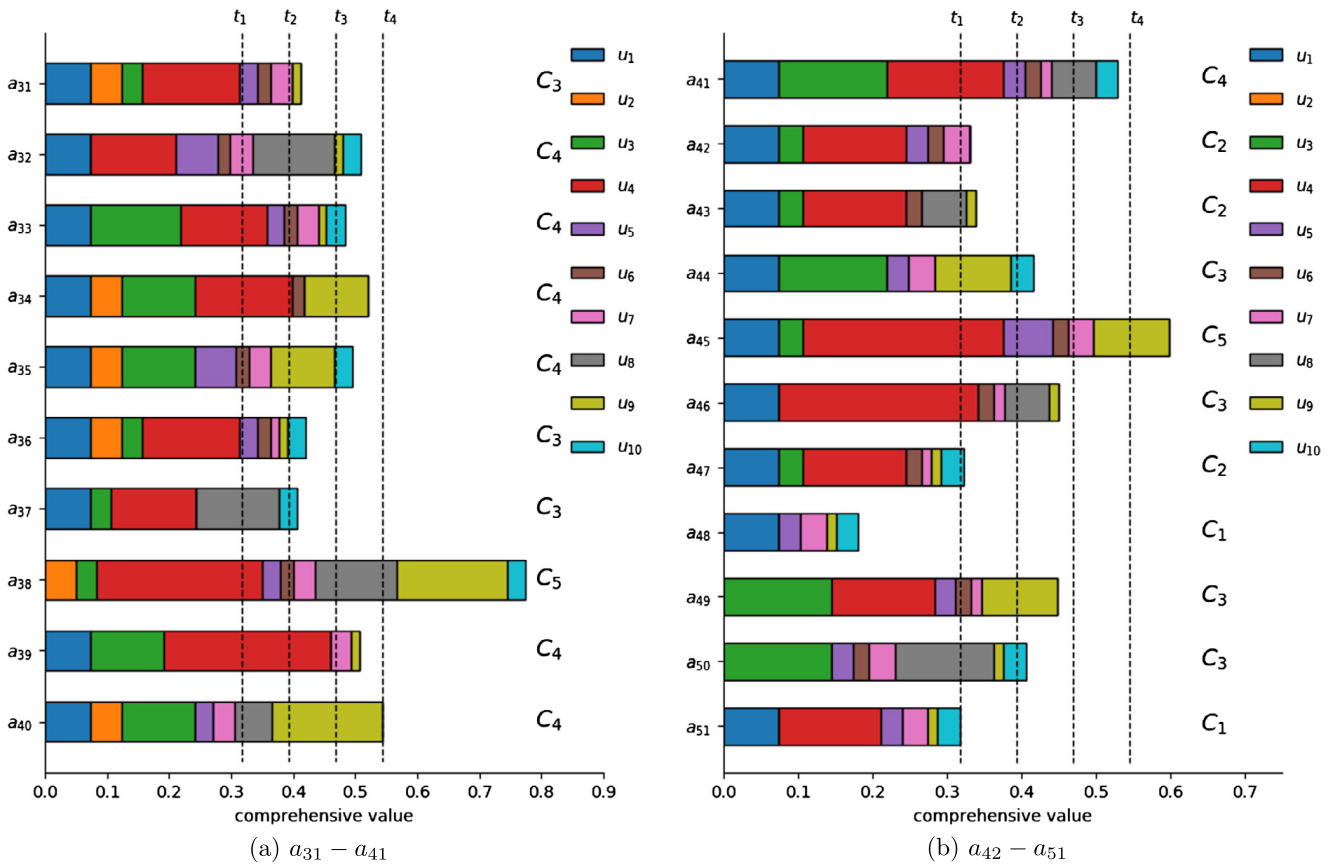 t₁ t₂ t₃ t₄
a₃₁ C₃
a₃₂ C₄
a₃₃ C₄
a₃₄ C₄
a₃₅ C₄
a₃₆ C₃
a₃₇ C₃
a₃₈ C₅
a₃₉ C₄
a₄₀ C₄
u₁
u₂
u₃
u₄
u₅
u₆
u₇
u₈
u₉
u₁₀
0.0 0.1 0.2 0.3 0.4 0.5 0.6 0.7 0.8 0.9
comprehensive value
(a) a₃₁ − a₄₁
t₁ t₂ t₃ t₄
a₄₁ C₄
a₄₂ C₂
a₄₃ C₂
a₄₄ C₃
a₄₅ C₅
a₄₆ C₃
a₄₇ C₂
a₄₈ C₁
a₄₉ C₃
a₅₀ C₃
a₅₁ C₁
u₁
u₂
u₃
u₄
u₅
u₆
u₇
u₈
u₉
u₁₀
0.0 0.1 0.2 0.3 0.4 0.5 0.6 0.7
comprehensive value
(b) a₄₂ − a₅₁